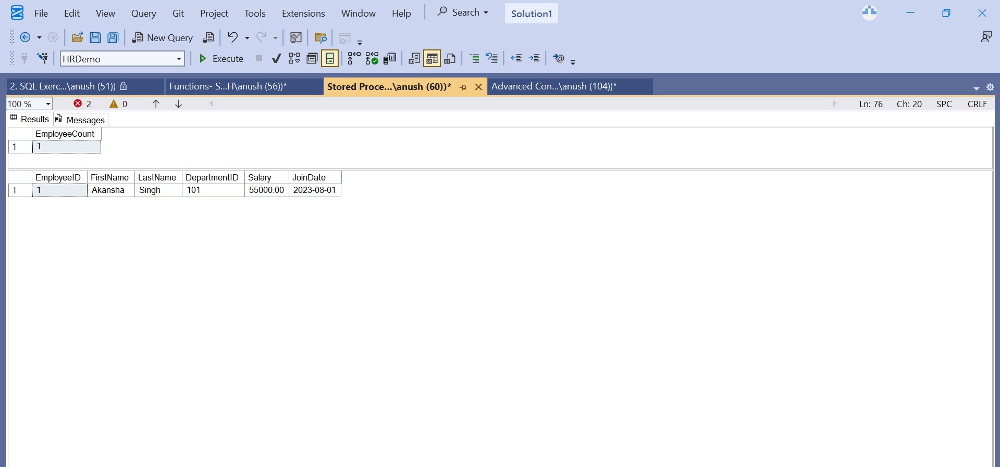 File Edit View Query Git Project Tools Extensions Window Help Search Solution1
New Query
HRDemo Execute
2. SQL Exerc...\anush (51)) Functions- S...H\anush (56))* Stored Proce...\anush (60))* Advanced Con...\anush (104))*
100 % 2 0 Ln: 76 Ch: 20 SPC CRLF
Results Messages
EmployeeCount
1 1
EmployeeID FirstName LastName DepartmentID Salary JoinDate
1 1 Akansha Singh 101 55000.00 2023-08-01